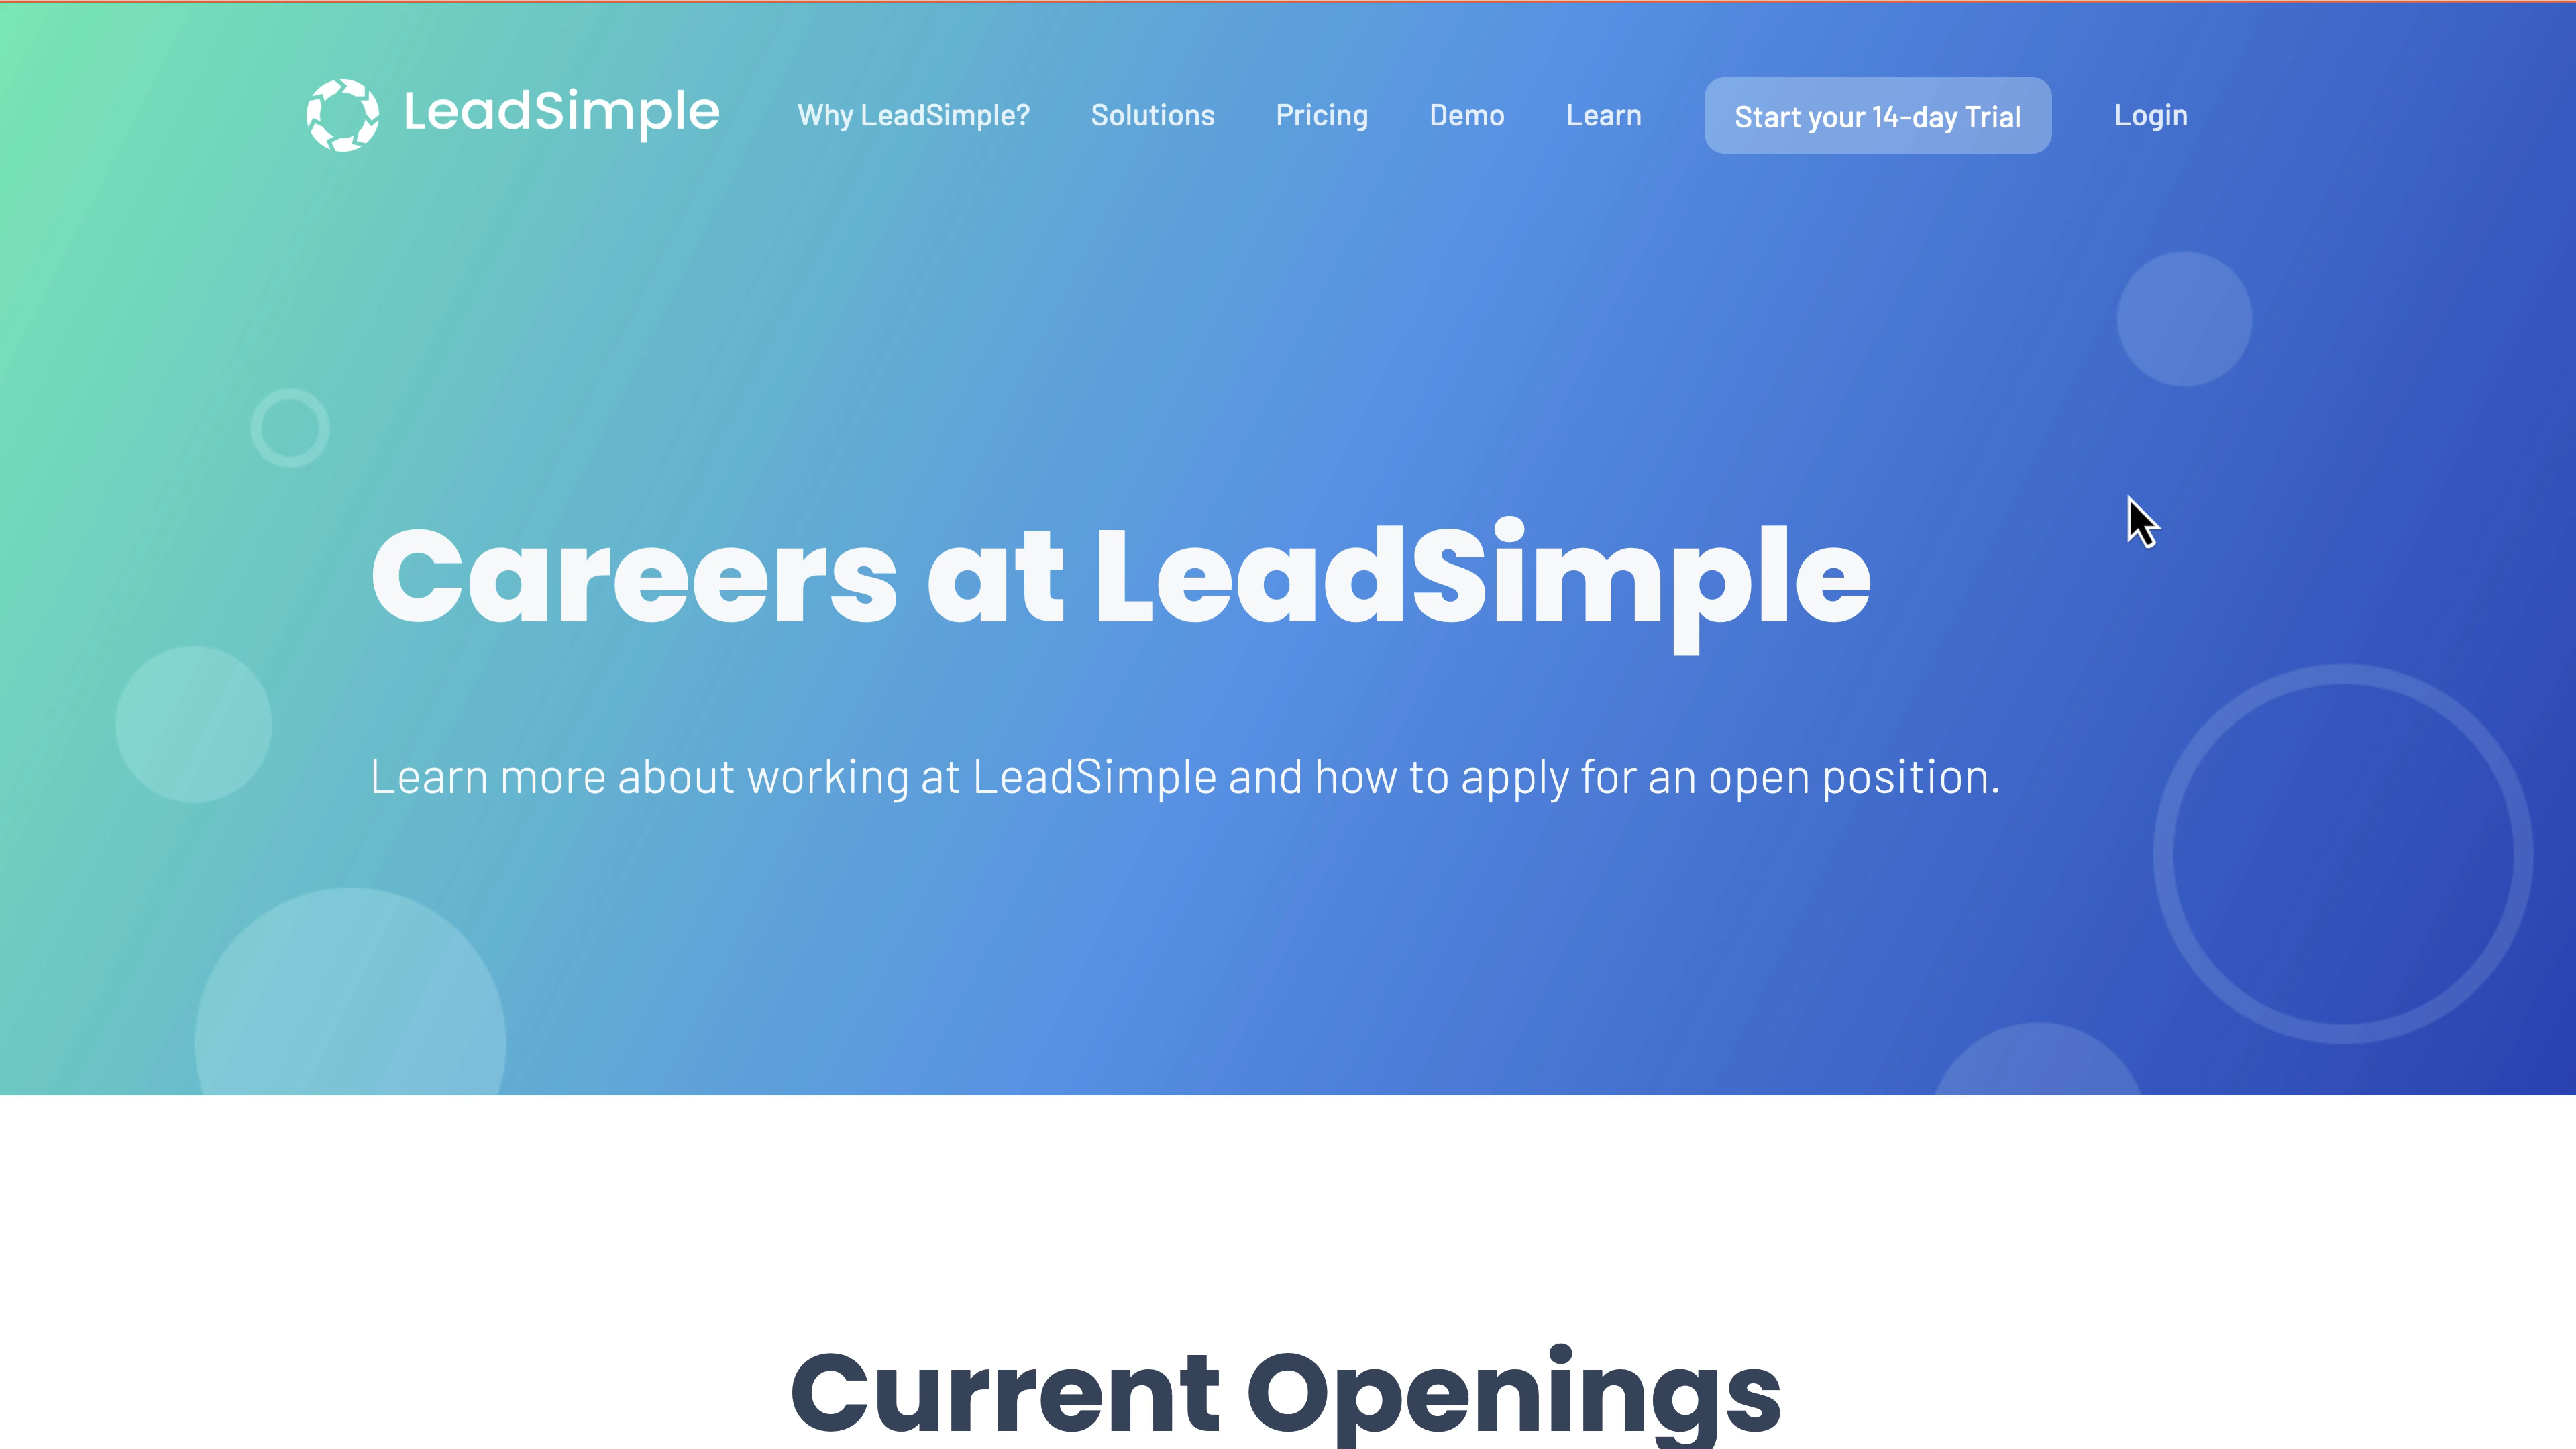 LeadSimple
Why LeadSimple? Solutions Pricing Demo Learn Start your 14-day Trial Login
Careers at LeadSimple
Learn more about working at LeadSimple and how to apply for an open position.
Current Openings